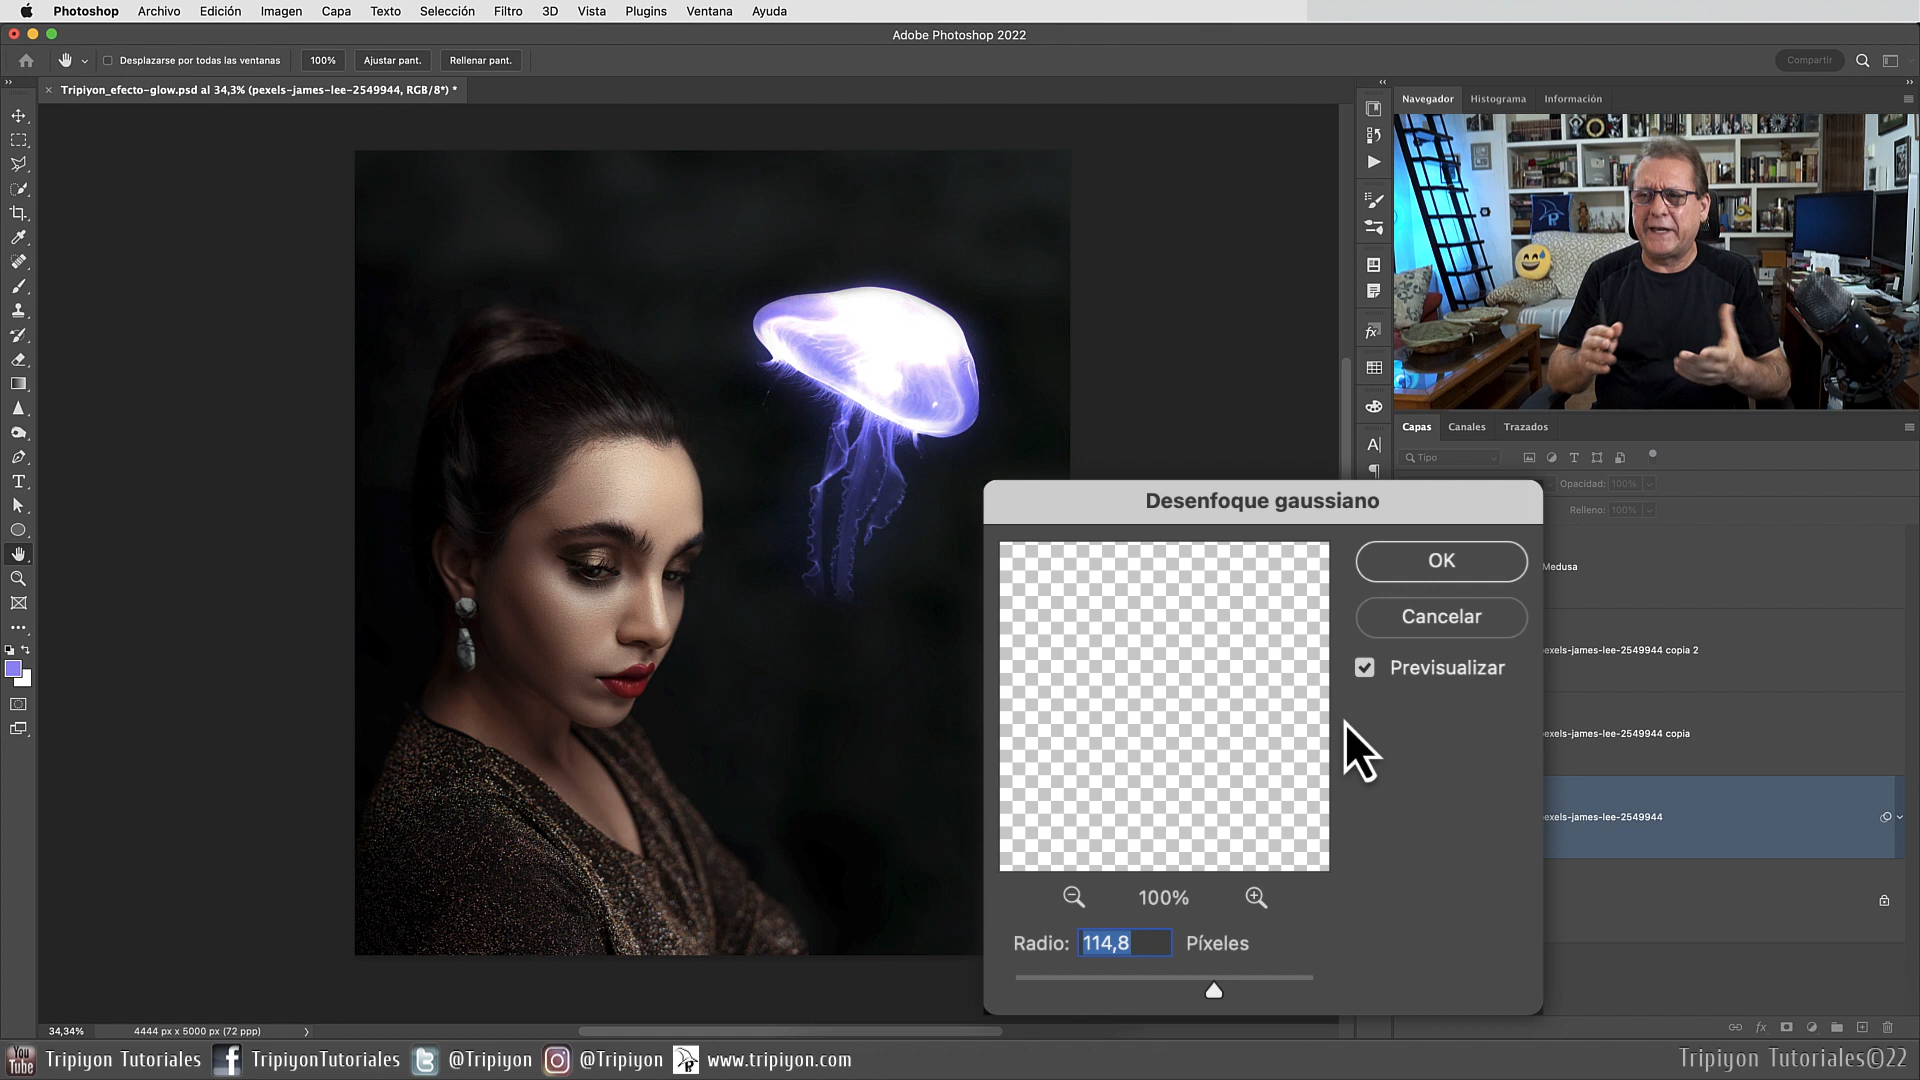 Photoshop Archivo Edición Imagen Capa Texto Selección Filtro 3D Vista Plugins Ventana Ayuda
Adobe Photoshop 2022
Desplazarse por todas las ventanas 100% Ajustar pant. Rellenar pant. Compartir
Tripiyon_efecto-glow.psd al 34,3% (pexels-james-lee-2549944, RGB/8*) *
Navegador Histograma Información
Capas Canales Trazados
Tipo
Opacidad: 100%
Relleno: 100%
Desenfoque gaussiano
OK
Medusa
Cancelar
exels-james-lee-2549944 copia 2
Previsualizar
exels-james-lee-2549944 copia
exels-james-lee-2549944
100%
Radio: 114,8 Píxeles
34,34% 4444 px x 5000 px (72 ppp)
You Tube Tripiyon Tutoriales TripiyonTutoriales @Tripiyon @Tripiyon www.tripiyon.com Tripiyon Tutoriales©22